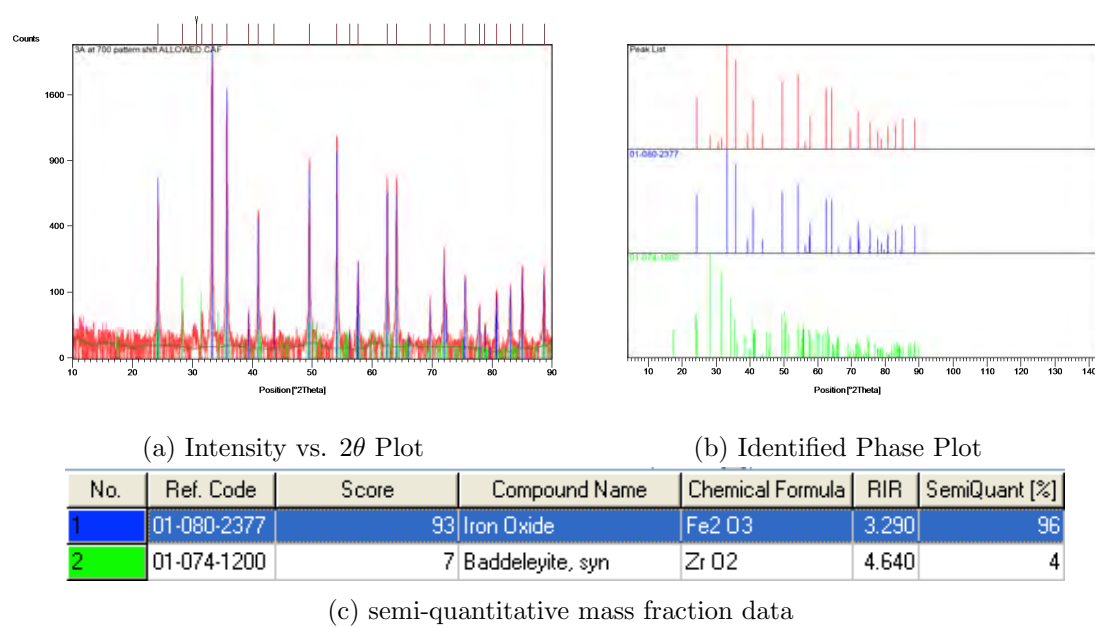 Counts
3A at 700 pattern shift ALLOWED.CAF
1600
900
400
100
0
10 20 30 40 50 60 70 80 90
Position [°2Theta]
Peak List
01-080-2377
01-074-1200
10 20 30 40 50 60 70 80 90 100 110 120 130 140
Position [°2Theta]
(a) Intensity vs. 2θ Plot
(b) Identified Phase Plot
No. Ref. Code Score Compound Name Chemical Formula RIR SemiQuant [%]
1 01-080-2377 93 Iron Oxide Fe2 O3 3.290 96
2 01-074-1200 7 Baddeleyite, syn Zr O2 4.640 4
(c) semi-quantitative mass fraction data